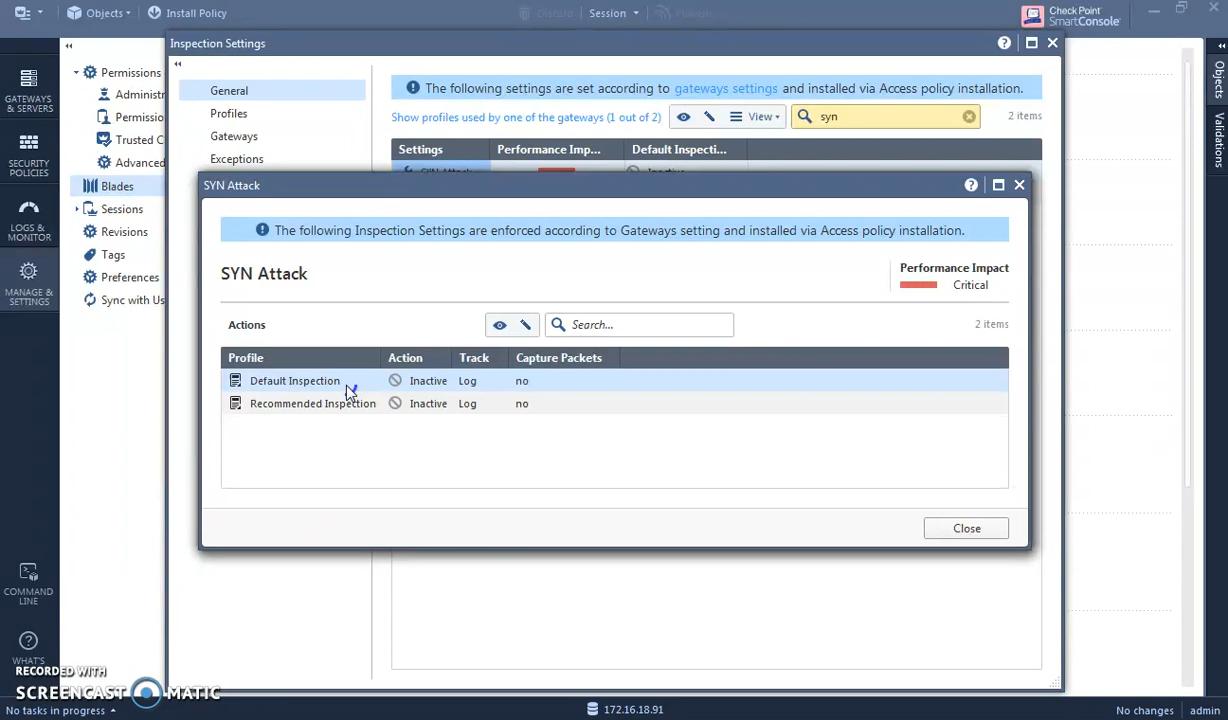 Objects
Install Policy
Discard
Session
Check Point
SmartConsole
GATEWAYS
& SERVERS
SECURITY
POLICIES
LOGS &
MONITOR
MANAGE &
SETTINGS
COMMAND
LINE
WHAT'S
Permissions
Administr
Permissio
Trusted C
Advanced
Blades
Sessions
Revisions
Tags
Preferences
Sync with Us
Inspection Settings
General
Profiles
Gateways
Exceptions
The following settings are set according to gateways settings and installed via Access policy installation.
Show profiles used by one of the gateways (1 out of 2)
View
syn
2 items
Settings Performance Imp... Default Inspecti...
SYN Attack
The following Inspection Settings are enforced according to Gateways setting and installed via Access policy installation.
SYN Attack
Performance Impact
Critical
Actions
Search...
2 items
Profile Action Track Capture Packets
Default Inspection Inactive Log no
Recommended Inspection Inactive Log no
Close
Objects
Validations
RECORDED WITH
SCREENCAST MATIC
No tasks in progress
172.16.18.91
No changes
admin